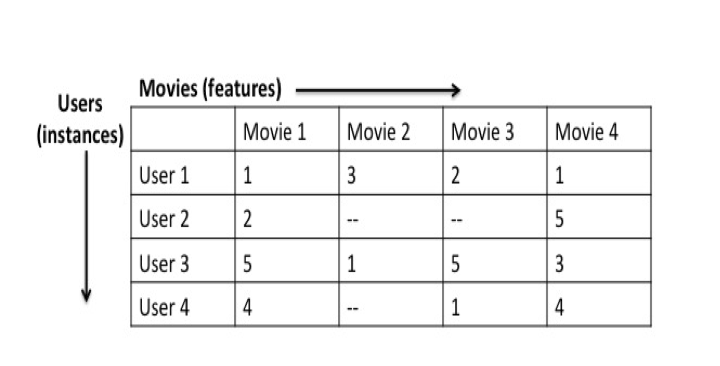 Movies (features)
Users
(instances)
Movie 1 Movie 2 Movie 3 Movie 4
User 1 1 3 2 1
User 2 2 -- -- 5
User 3 5 1 5 3
User 4 4 -- 1 4